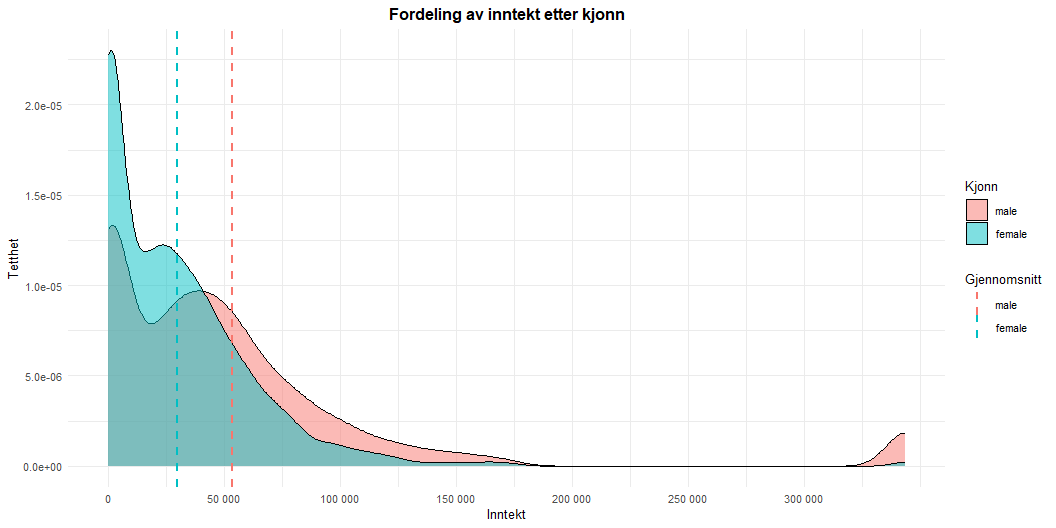 Fordeling av inntekt etter kjonn
Tetthet
2.0e-05
1.5e-05
1.0e-05
5.0e-06
0.0e+00
0
50 000
100 000
150 000
200 000
250 000
300 000
Inntekt
Kjonn
male
female
Gjennomsnitt
male
female